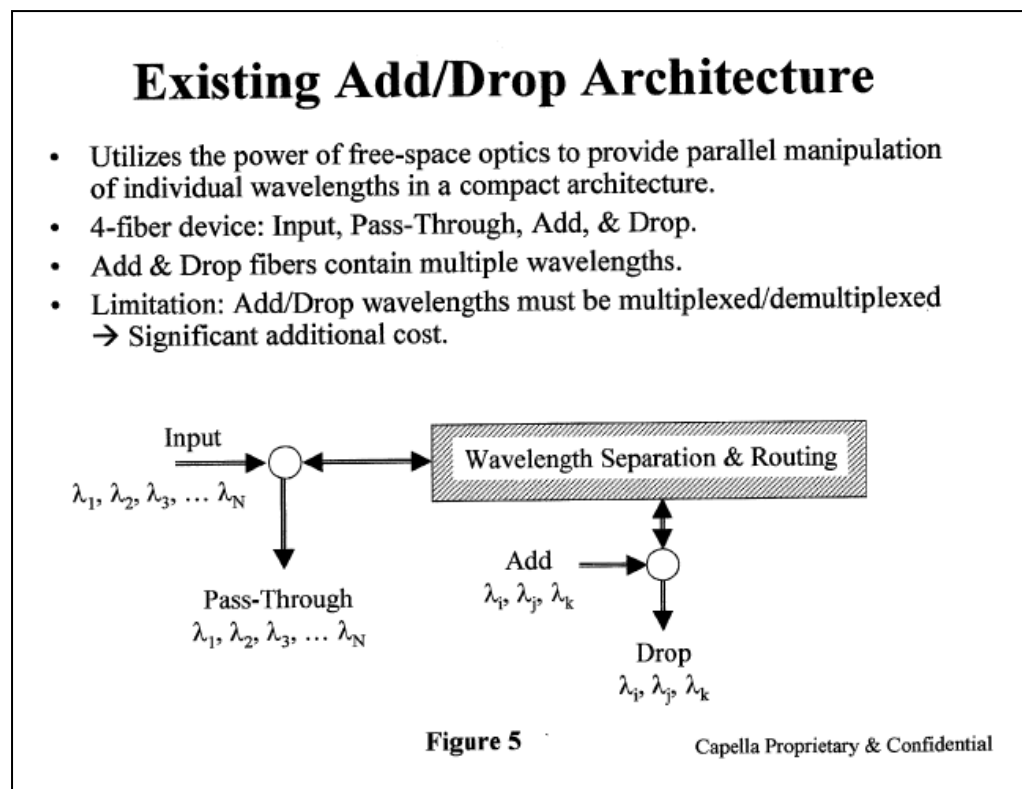 Existing Add/Drop Architecture
• Utilizes the power of free-space optics to provide parallel manipulation
of individual wavelengths in a compact architecture.
• 4-fiber device: Input, Pass-Through, Add, & Drop.
• Add & Drop fibers contain multiple wavelengths.
• Limitation: Add/Drop wavelengths must be multiplexed/demultiplexed
→ Significant additional cost.
Input
λ₁, λ₂, λ₃, … λN
Wavelength Separation & Routing
Pass-Through
λ₁, λ₂, λ₃, … λN
Add
λi, λj, λk
Drop
λi, λj, λk
Figure 5
Capella Proprietary & Confidential